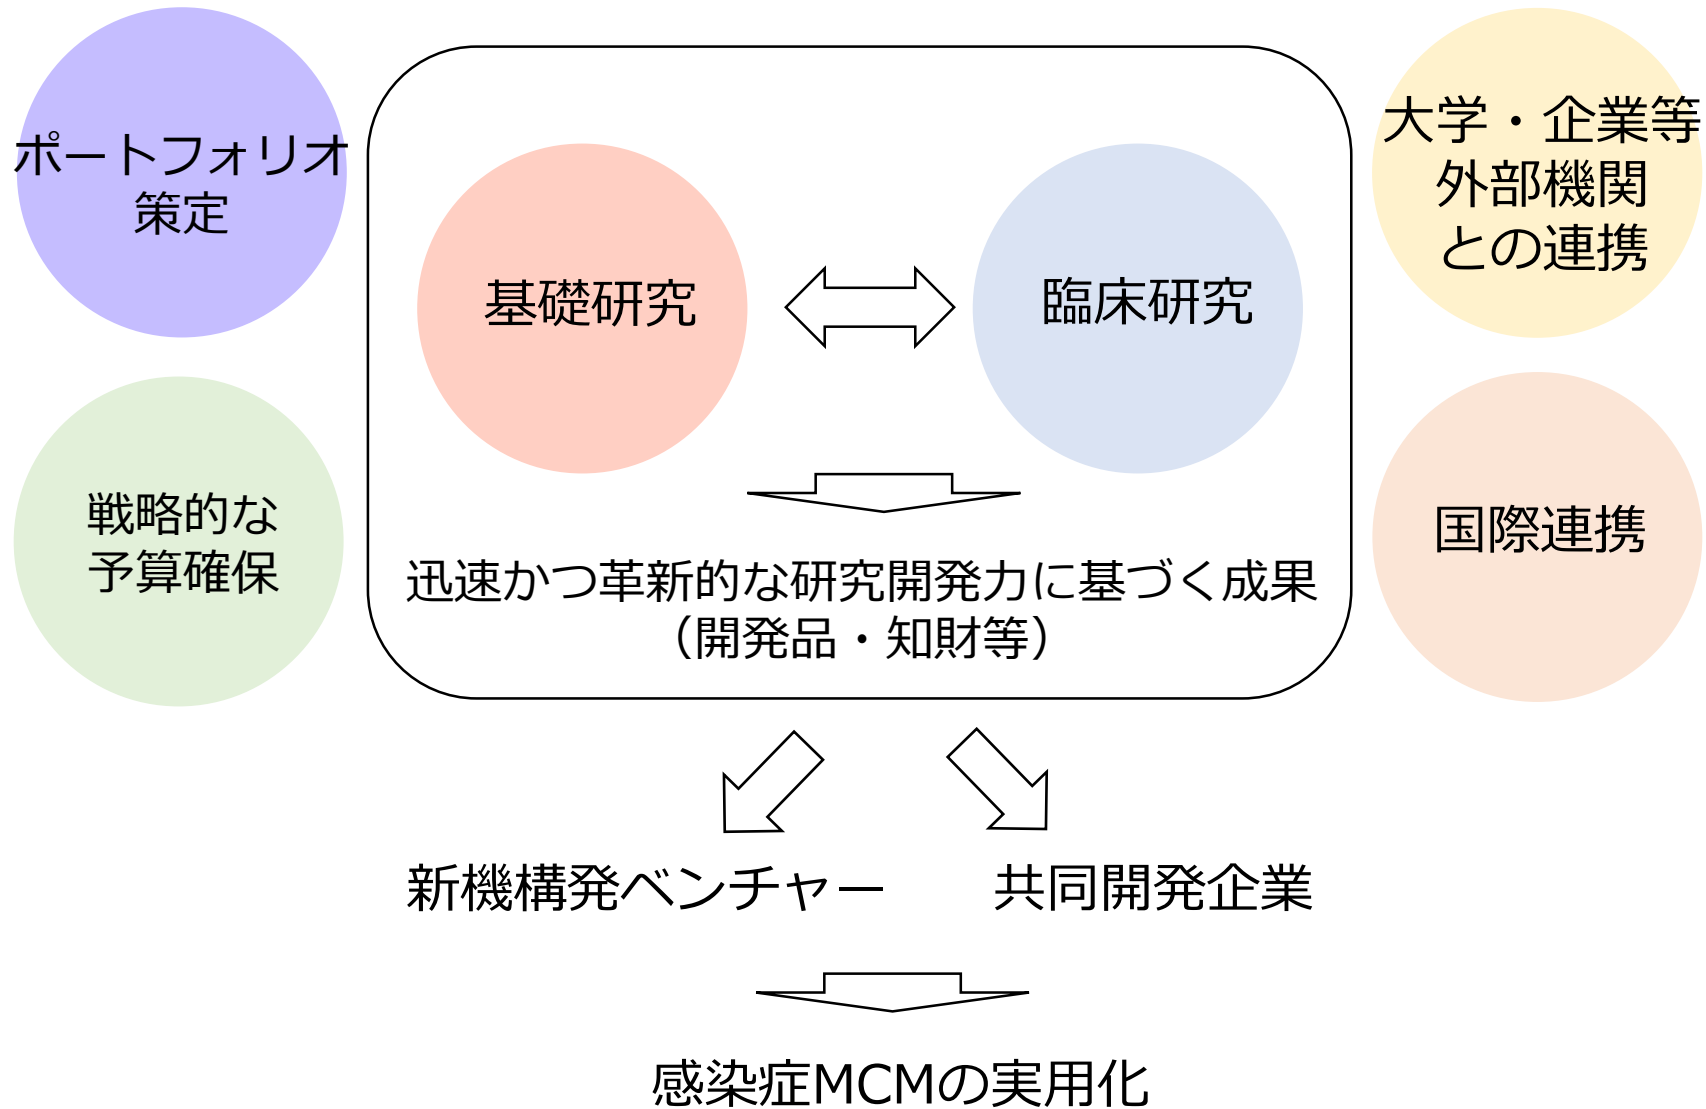 ポートフォリオ
策定
戦略的な
予算確保
基礎研究
臨床研究
迅速かつ革新的な研究開発力に基づく成果
（開発品・知財等）
大学・企業等
外部機関
との連携
国際連携
新機構発ベンチャー
共同開発企業
感染症MCMの実用化